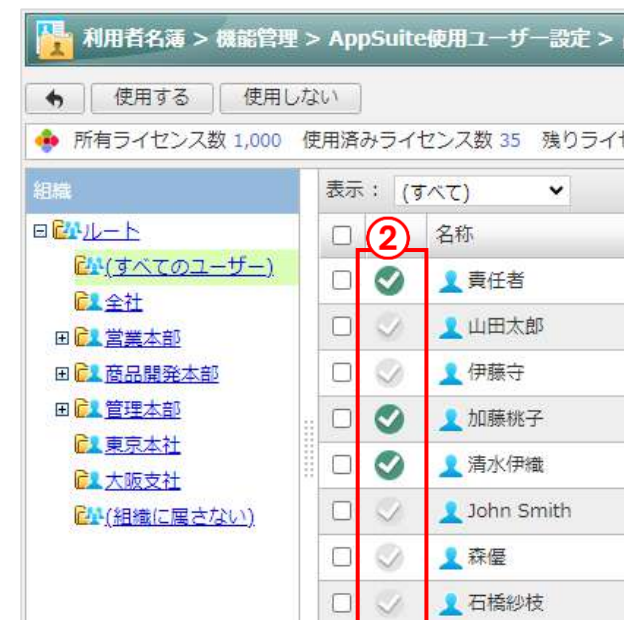 利用者名簿 > 機能管理 > AppSuite使用ユーザー設定 >
使用する 使用しない
所有ライセンス数 1,000 使用済みライセンス数 35 残りライ
組織
ルート
(すべてのユーザー)
全社
営業本部
商品開発本部
管理本部
東京本社
大阪支社
(組織に属さない)
表示： (すべて)
② 名称
責任者
山田太郎
伊藤守
加藤桃子
清水伊織
John Smith
森優
石橋紗枝